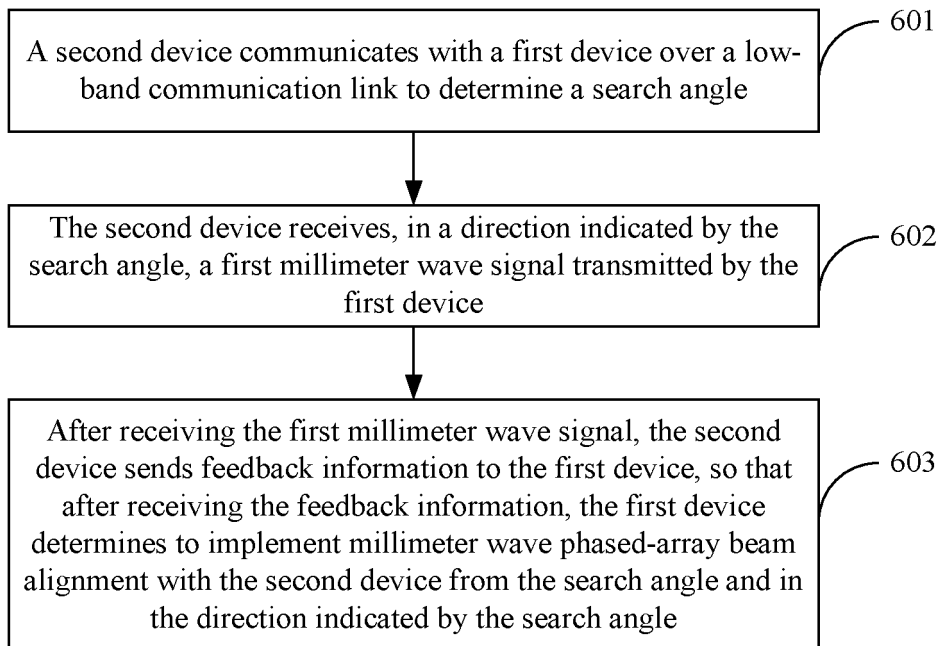 A second device communicates with a first device over a low-
band communication link to determine a search angle
601
The second device receives, in a direction indicated by the
search angle, a first millimeter wave signal transmitted by the
first device
602
After receiving the first millimeter wave signal, the second
device sends feedback information to the first device, so that
after receiving the feedback information, the first device
determines to implement millimeter wave phased-array beam
alignment with the second device from the search angle and in
the direction indicated by the search angle
603